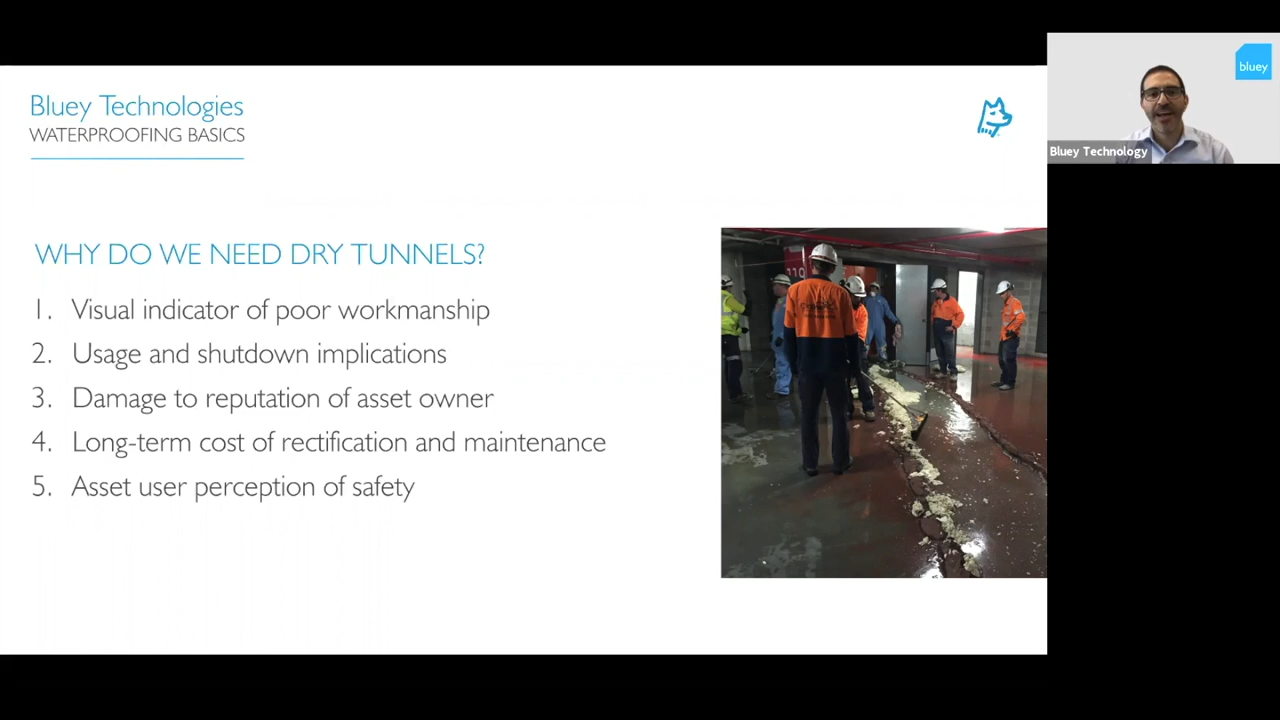 Bluey Technologies
WATERPROOFING BASICS
bluey
Bluey Technology
WHY DO WE NEED DRY TUNNELS?
1. Visual indicator of poor workmanship
2. Usage and shutdown implications
3. Damage to reputation of asset owner
4. Long-term cost of rectification and maintenance
5. Asset user perception of safety